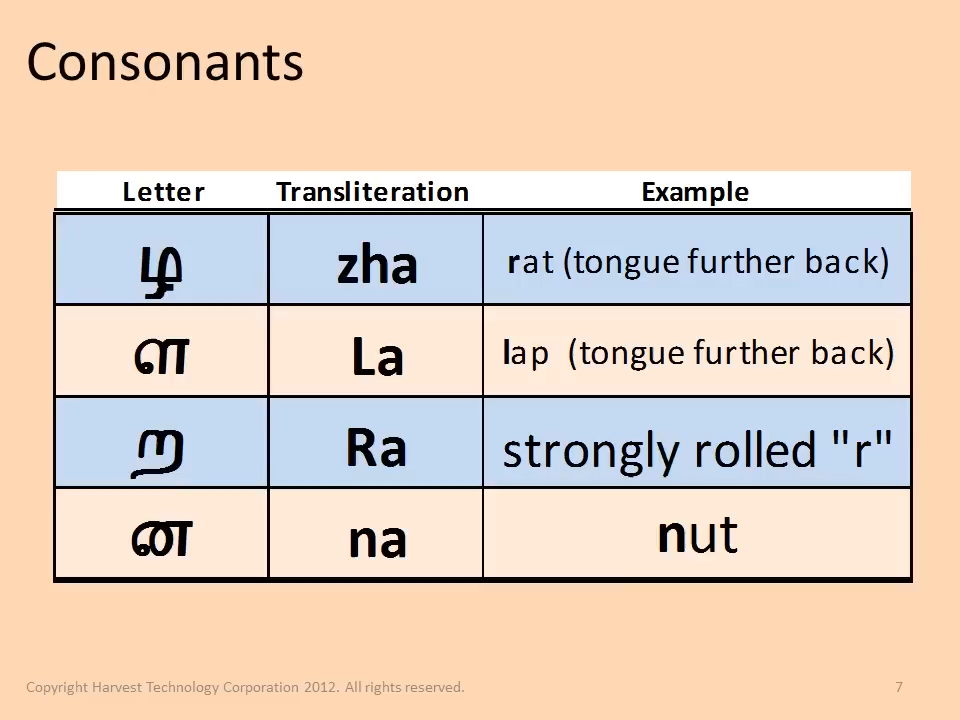 Consonants
Letter Transliteration Example
ழ zha rat (tongue further back)
ள La lap (tongue further back)
ற Ra strongly rolled "r"
ன na nut
Copyright Harvest Technology Corporation 2012. All rights reserved. 7